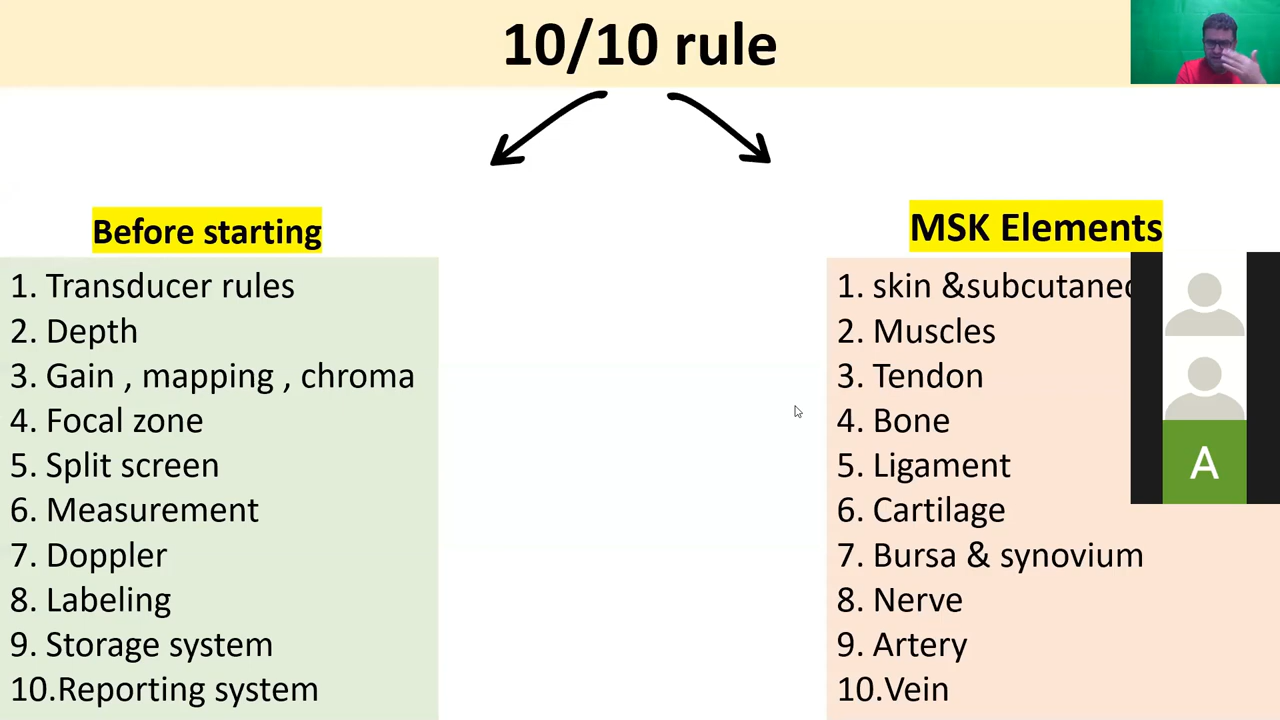 10/10 rule
Before starting
1. Transducer rules
2. Depth
3. Gain , mapping , chroma
4. Focal zone
5. Split screen
6. Measurement
7. Doppler
8. Labeling
9. Storage system
10.Reporting system
MSK Elements
1. skin &
2. Muscles
3. Tendon
4. Bone
5. Ligament
6. Cartilage
7. Bursa & synovium
8. Nerve
9. Artery
10.Vein
A